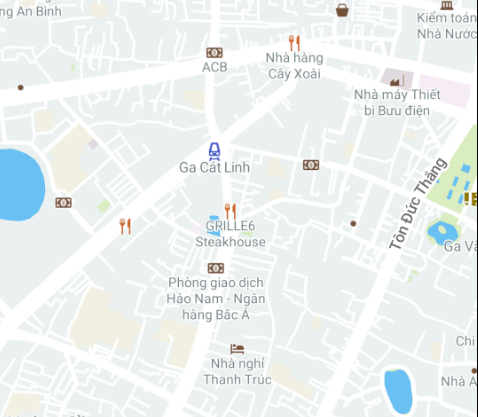 ng An Bình
Kiểm toán
Nhà Nước
ACB
Nhà hàng
Cây Xoài
Nhà máy Thiết
bị Bưu điện
Ga Cát Linh
Tôn Đức Thắng
GRILLE6
Steakhouse
Ga Vă
Phòng giao dịch
Hào Nam - Ngân
hàng Bắc Á
Chi
Nhà nghỉ
Thanh Trúc
Nhà A